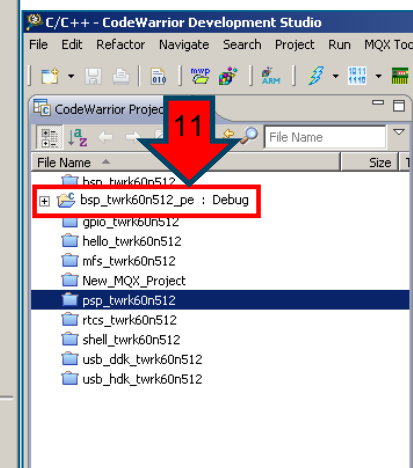 C/C++ - CodeWarrior Development Studio
File Edit Refactor Navigate Search Project Run MQX Too
CodeWarrior Projec
11
File Name
File Name Size T
bsp_twrk60n512
bsp_twrk60n512_pe : Debug
gpio_twrk60n512
hello_twrk60n512
mfs_twrk60n512
New_MQX_Project
psp_twrk60n512
rtcs_twrk60n512
shell_twrk60n512
usb_ddk_twrk60n512
usb_hdk_twrk60n512